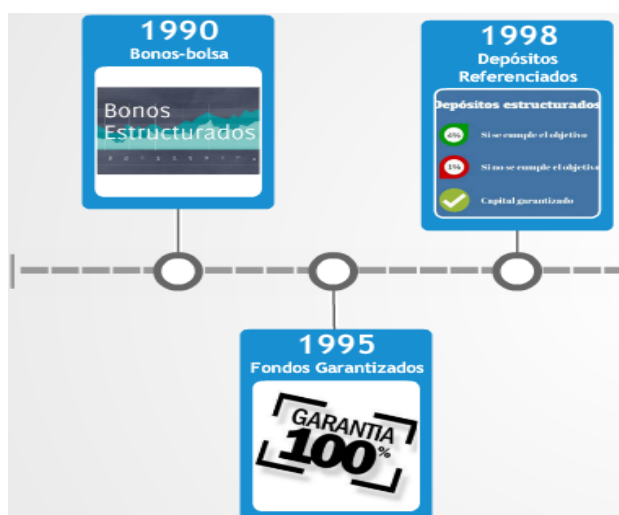 1990
Bonos-bolsa
Bonos
Estructurados
1998
Depósitos
Referenciados
Depósitos estructurados
4%
Si se cumple el objetivo
1%
Si no se cumple el objetivo
Capital garantizado
1995
Fondos Garantizados
GARANTIA
100%